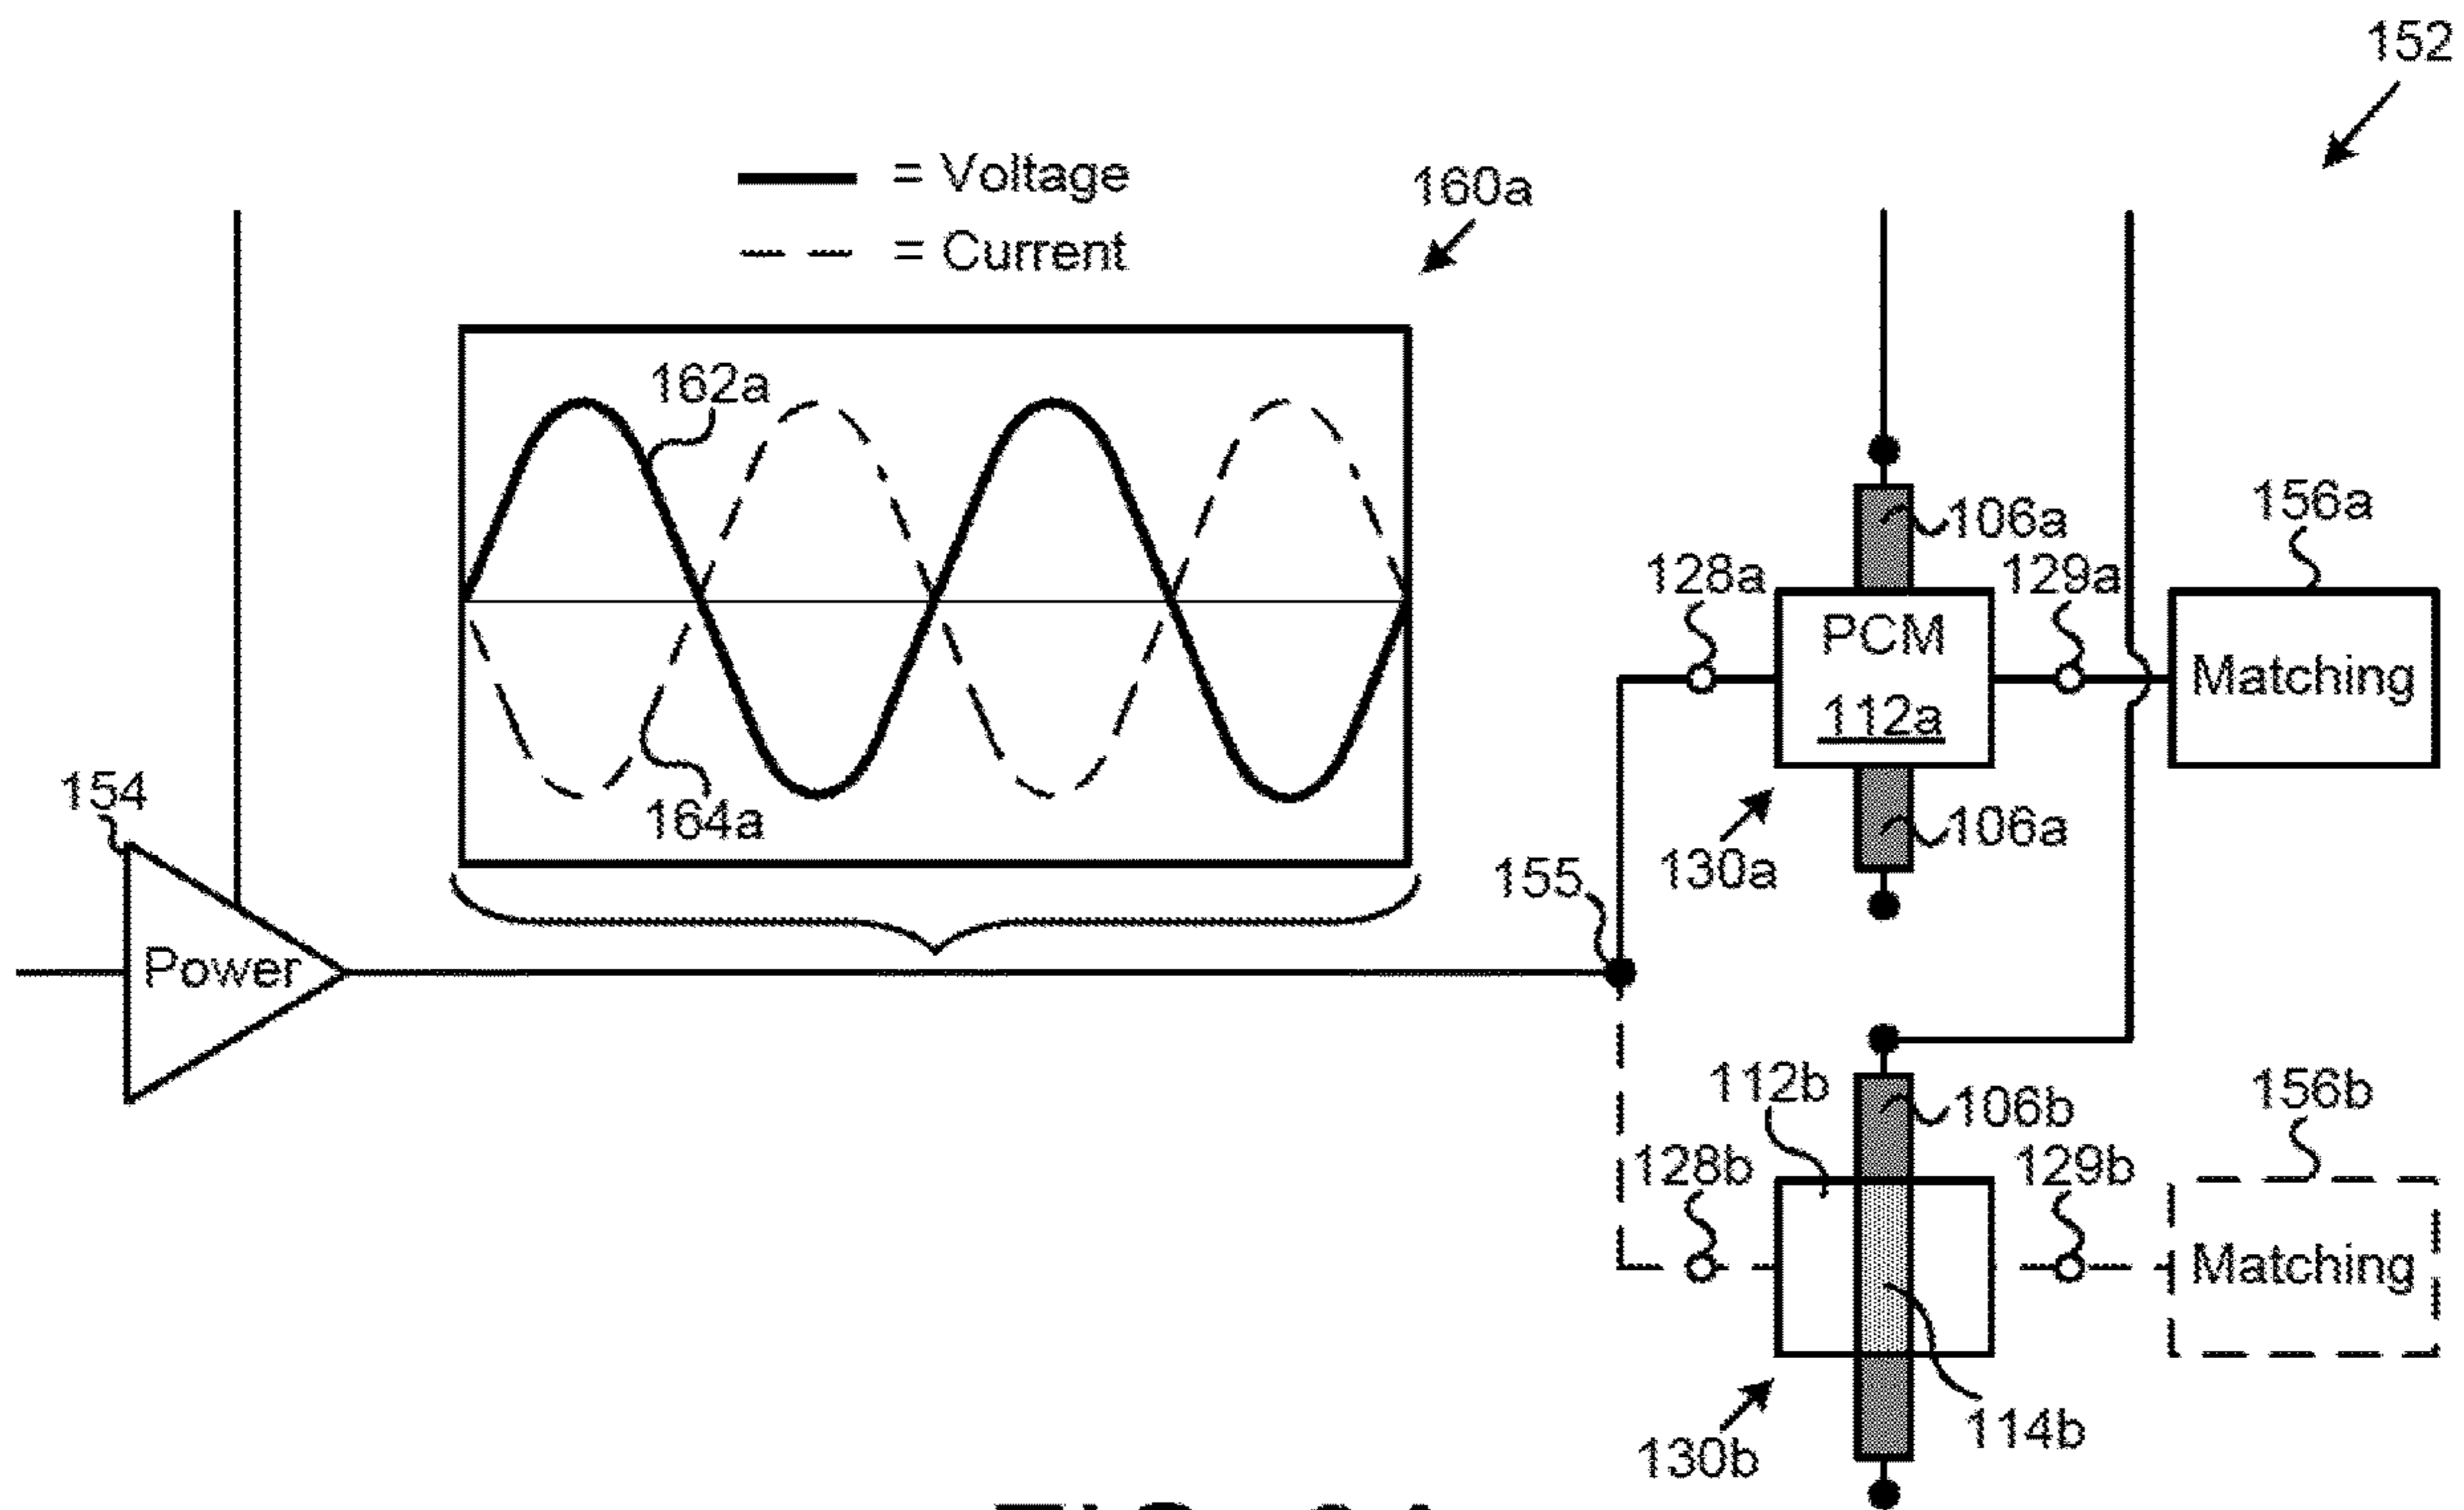 152
= Voltage
= Current
160a
162a
164a
154
Power
155
106a
128a
PCM
112a
129a
156a
Matching
130a
106a
112b
106b
128b
129b
156b
Matching
130b
114b